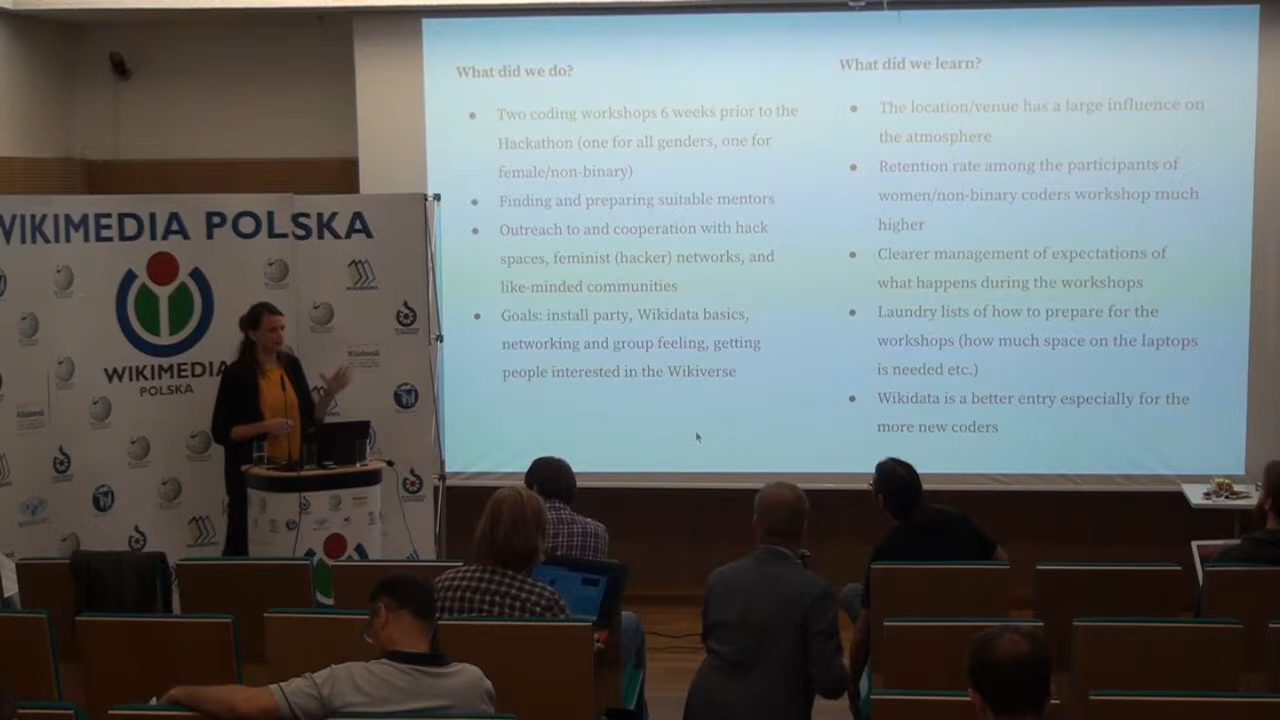 WIKIMEDIA POLSKA
WIKIMEDIA
POLSKA
What did we do?
Two coding workshops 6 weeks prior to the
Hackathon (one for all genders, one for
female/non-binary)
Finding and preparing suitable mentors
Outreach to and cooperation with hack
spaces, feminist (hacker) networks, and
like-minded communities
Goals: install party, Wikidata basics,
networking and group feeling, getting
people interested in the Wikiverse
What did we learn?
The location/venue has a large influence on
the atmosphere
Retention rate among the participants of
women/non-binary coders workshop much
higher
Clearer management of expectations of
what happens during the workshops
Laundry lists of how to prepare for the
workshops (how much space on the laptops
is needed etc.)
Wikidata is a better entry especially for the
more new coders